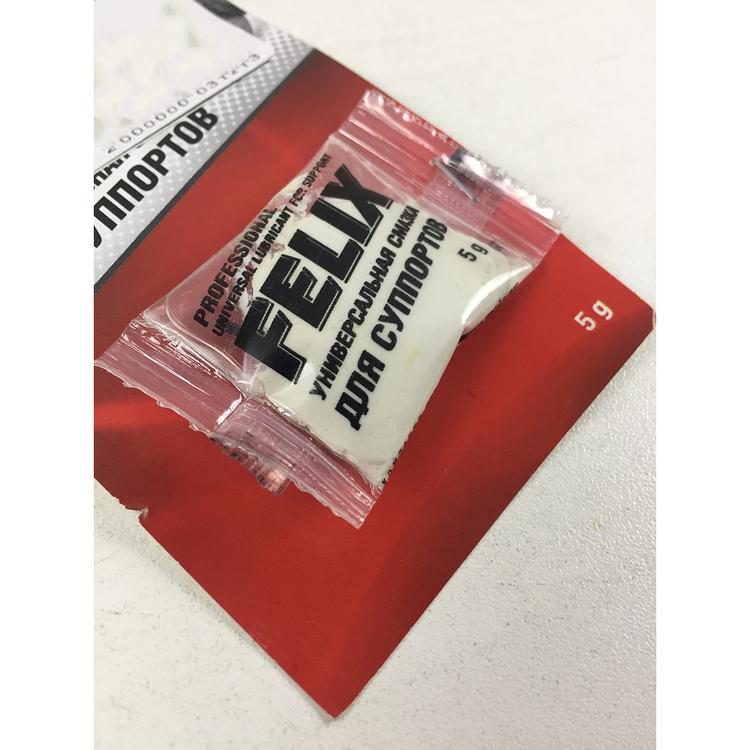 СУППОРТОВ
PROFESSIONAL
UNIVERSAL LUBRICANT FOR SUPPORT
FELIX
УНИВЕРСАЛЬНАЯ СМАЗКА
ДЛЯ СУППОРТОВ
5 g
5 g